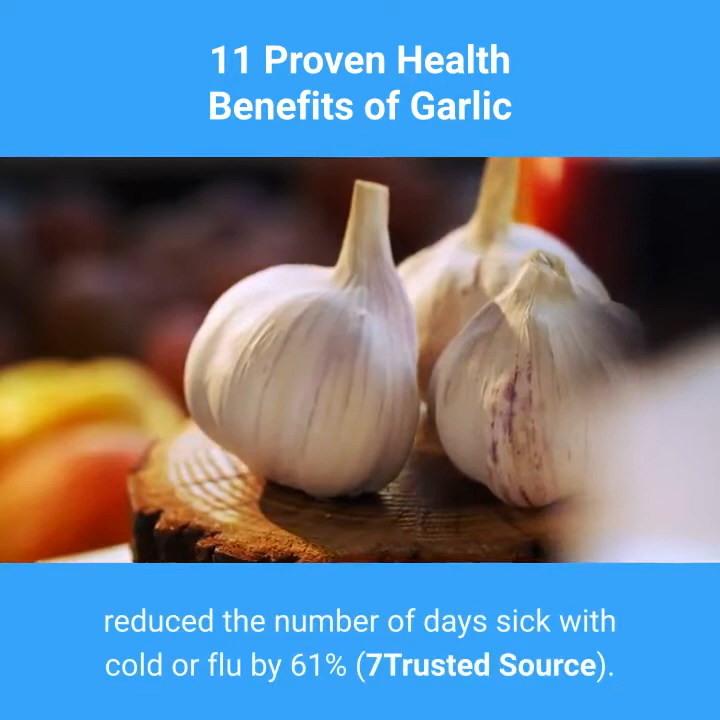 11 Proven Health
Benefits of Garlic
reduced the number of days sick with
cold or flu by 61% (7Trusted Source).